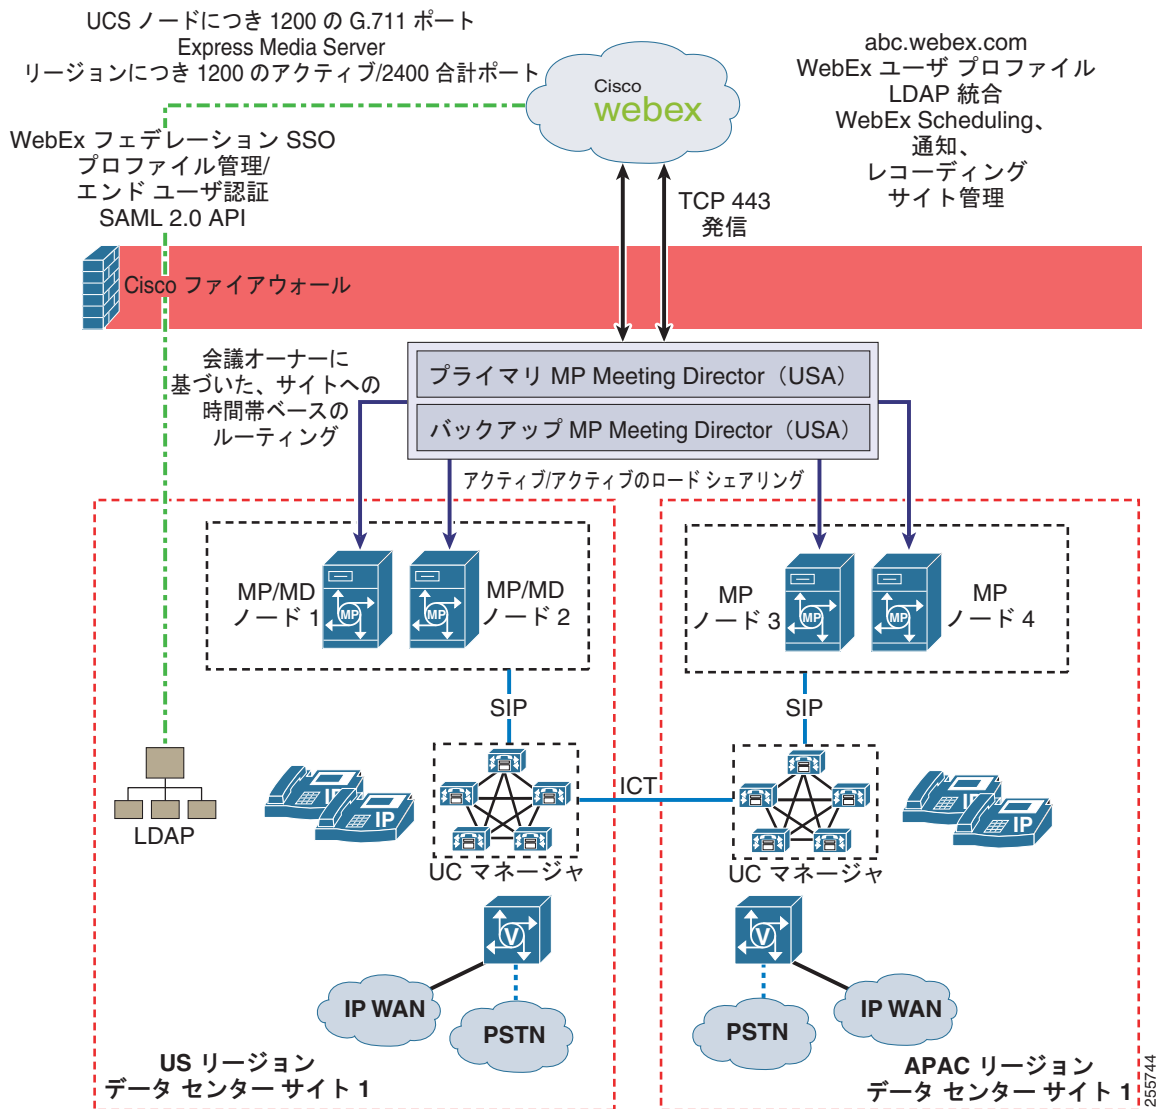 UCS ノードにつき 1200 の G.711 ポート
Express Media Server
リージョンにつき 1200 のアクティブ/2400 合計ポート
Cisco
webex
abc.webex.com
WebEx ユーザ プロファイル
LDAP 統合
WebEx Scheduling、
通知、
レコーディング
サイト管理
WebEx フェデレーション SSO
プロファイル管理/
エンド ユーザ認証
SAML 2.0 API
TCP 443
発信
Cisco ファイアウォール
会議オーナーに
基づいた、サイトへの
時間帯ベースの
ルーティング
プライマリ MP Meeting Director（USA）
バックアップ MP Meeting Director（USA）
アクティブ/アクティブのロード シェアリング
MP/MD
ノード 1
MP
MP
MP/MD
ノード 2
MP
ノード 3
MP
MP
MP
ノード 4
SIP
SIP
LDAP
IP
IP
ICT
IP
IP
UC マネージャ
UC マネージャ
V
V
IP WAN
PSTN
PSTN
IP WAN
US リージョン
データ センター サイト 1
APAC リージョン
データ センター サイト 1
255744